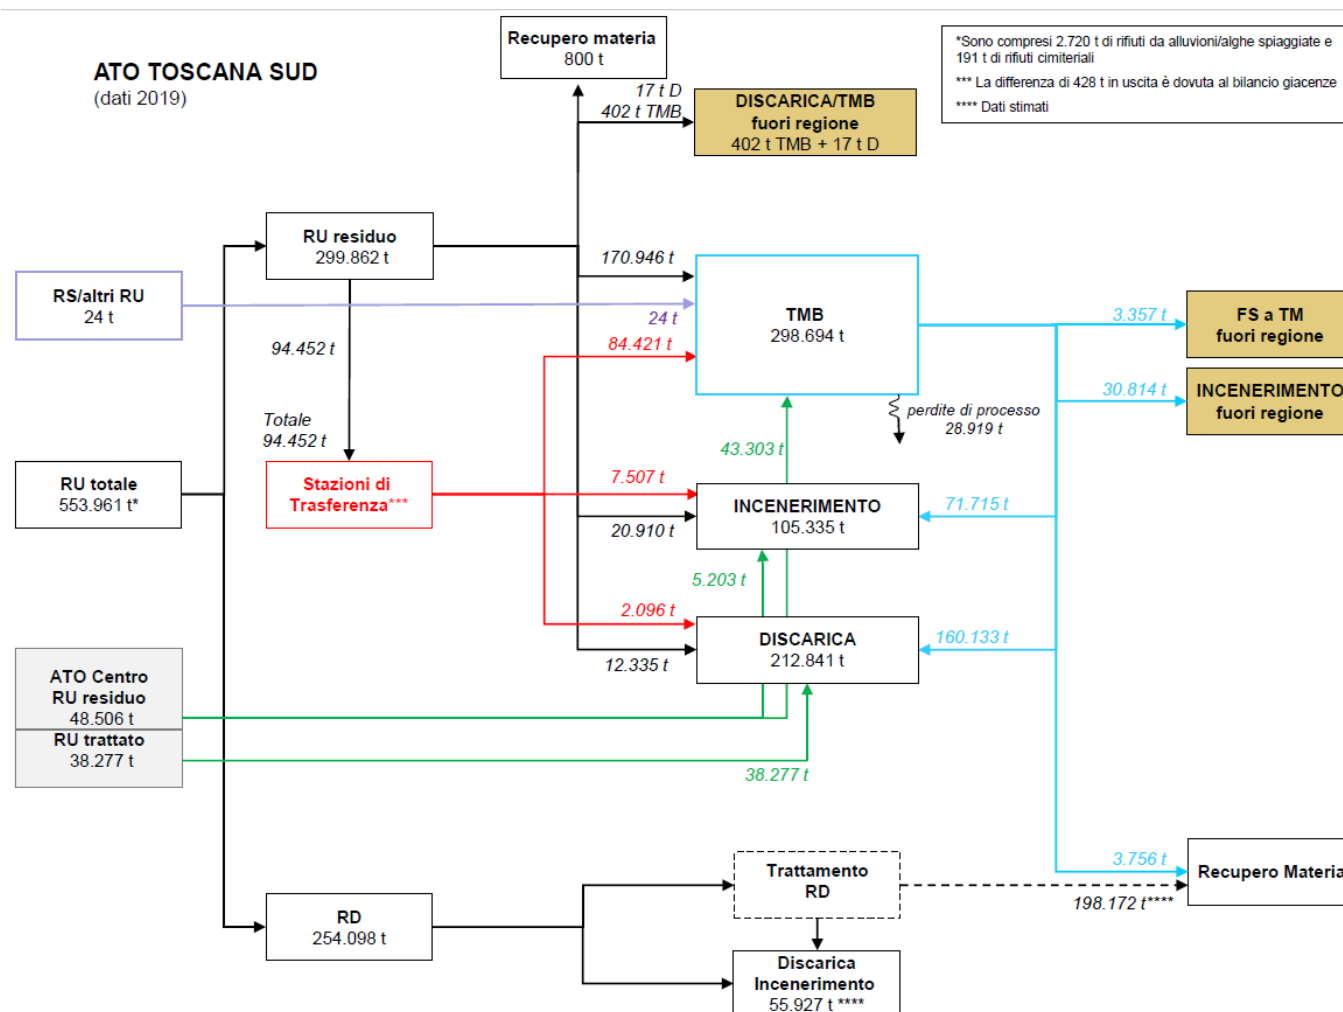 ATO TOSCANA SUD
(dati 2019)
Recupero materia
800 t
*Sono compresi 2.720 t di rifiuti da alluvioni/alghe spiaggiate e
191 t di rifiuti cimiteriali
*** La differenza di 428 t in uscita è dovuta al bilancio giacenze
**** Dati stimati
17 t D
402 t TMB
DISCARICA/TMB
fuori regione
402 t TMB + 17 t D
RU residuo
299.862 t
170.946 t
RS/altri RU
24 t
24 t
TMB
298.694 t
3.357 t
FS a TM
fuori regione
94.452 t
84.421 t
30.814 t
INCENERIMENTO
fuori regione
Totale
94.452 t
perdite di processo
28.919 t
43.303 t
RU totale
553.961 t*
Stazioni di
Trasferenza***
7.507 t
INCENERIMENTO
105.335 t
71.715 t
20.910 t
5.203 t
2.096 t
DISCARICA
212.841 t
160.133 t
12.335 t
ATO Centro
RU residuo
48.506 t
RU trattato
38.277 t
38.277 t
Trattamento
RD
3.756 t
Recupero Materia
198.172 t****
RD
254.098 t
Discarica
Incenerimento
55.927 t ****